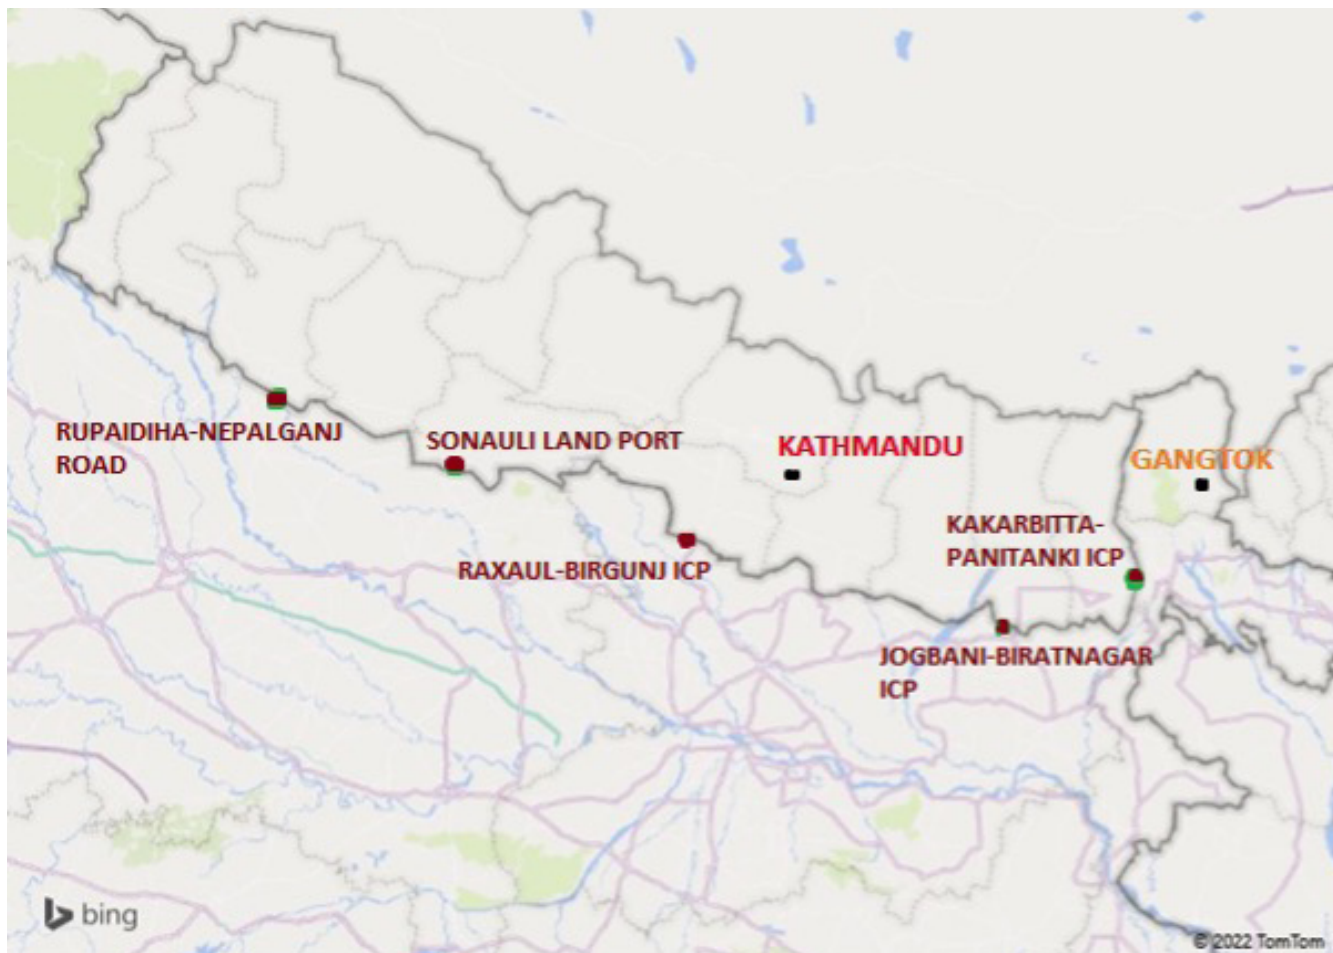 RUPAIDIHA-NEPALGANJ
ROAD
SONAULI LAND PORT
KATHMANDU
GANGTOK
RAXAUL-BIRGUNJ ICP
KAKARBITTA-
PANITANKI ICP
JOGBANI-BIRATNAGAR
ICP
bing
© 2022 TomTom